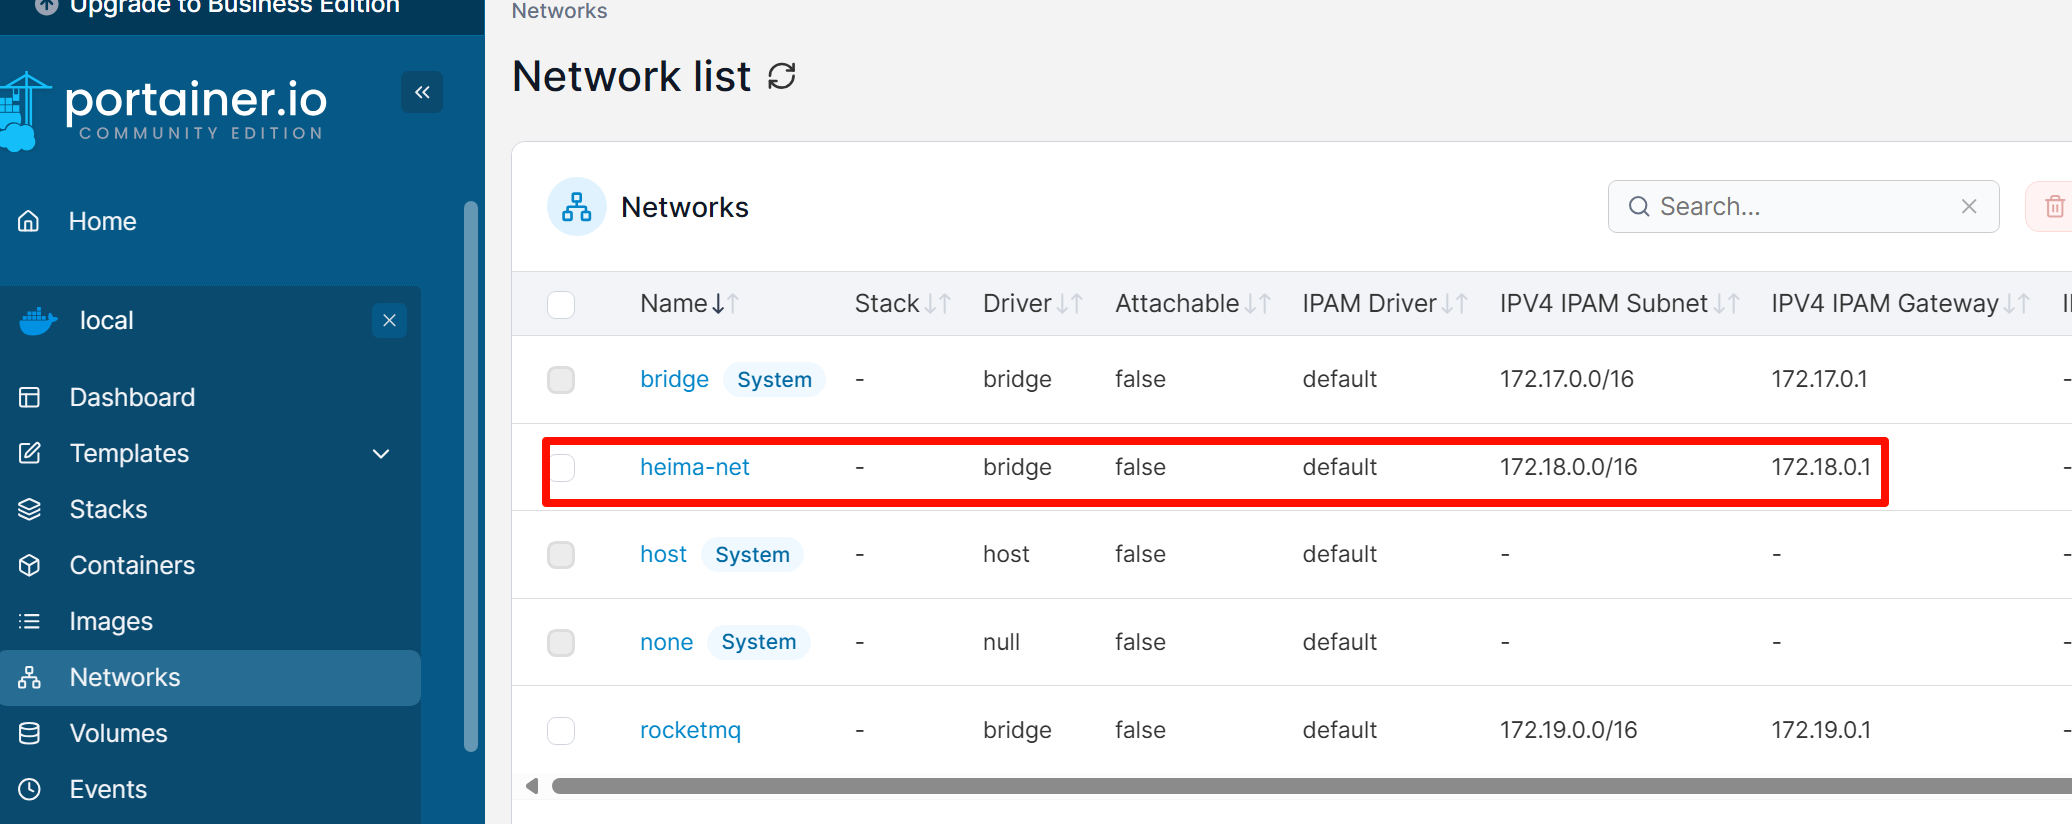 Upgrade to Business Edition
portainer.io
COMMUNITY EDITION
Home
local
Dashboard
Templates
Stacks
Containers
Images
Networks
Volumes
Events
Networks
Network list
Networks
Search...
Name Stack Driver Attachable IPAM Driver IPV4 IPAM Subnet IPV4 IPAM Gateway
bridge System - bridge false default 172.17.0.0/16 172.17.0.1 -
heima-net - bridge false default 172.18.0.0/16 172.18.0.1 -
host System - host false default - - -
none System - null false default - - -
rocketmq - bridge false default 172.19.0.0/16 172.19.0.1 -